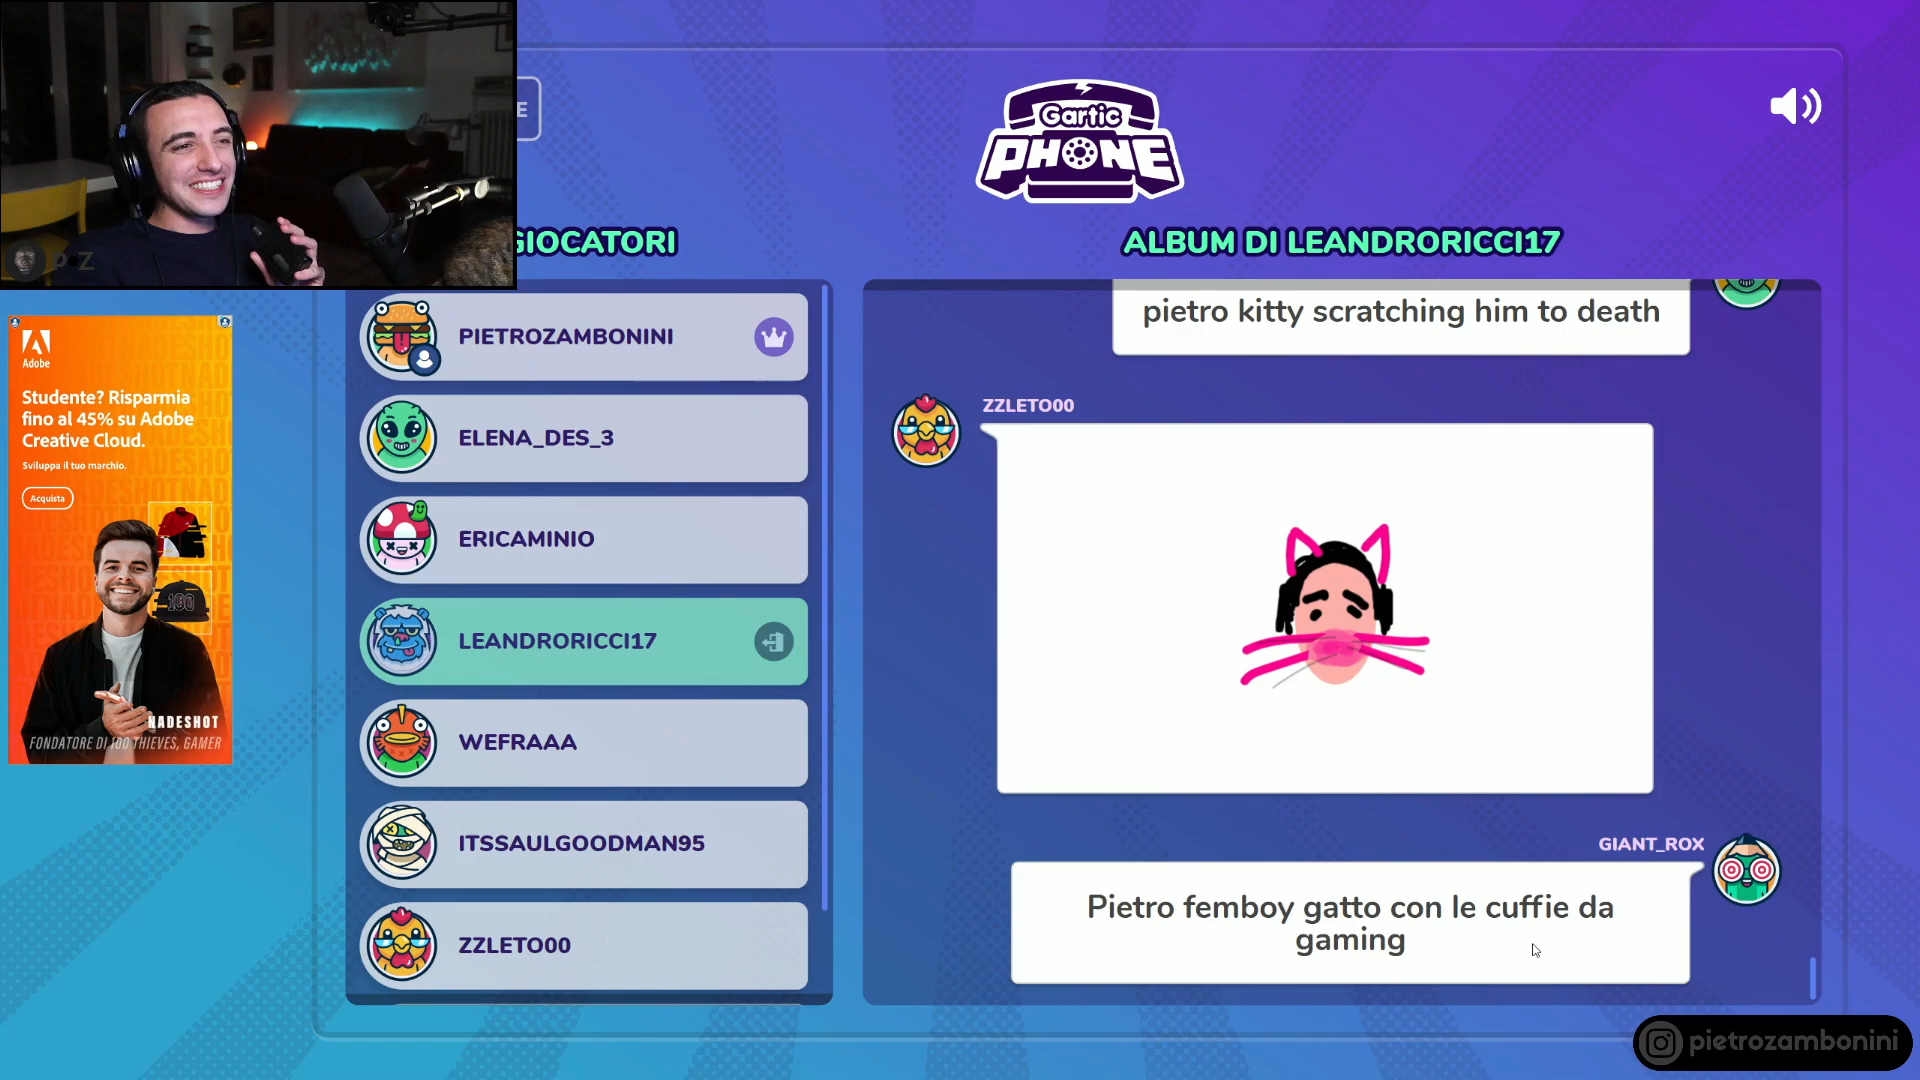 E
P Z
Gartic
PHONE
GIOCATORI
ALBUM DI LEANDRORICCI17
PIETROZAMBONINI
ELENA_DES_3
ERICAMINIO
LEANDRORICCI17
WEFRAAA
ITSSAULGOODMAN95
ZZLETO00
pietro kitty scratching him to death
ZZLETO00
GIANT_ROX
Pietro femboy gatto con le cuffie da
gaming
Adobe
Studente? Risparmia
fino al 45% su Adobe
Creative Cloud.
Sviluppa il tuo marchio.
Acquista
100
NADESHOT
FONDATORE DI 100 THIEVES, GAMER
pietrozambonini